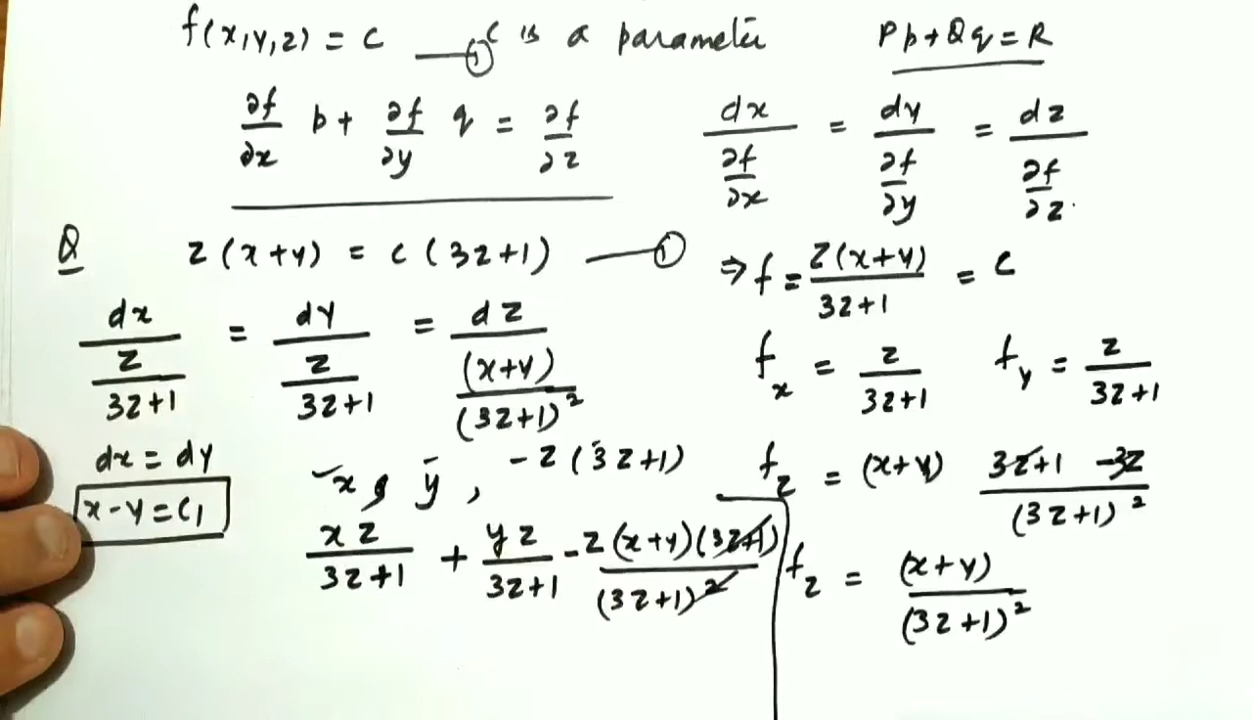 f(x,y,z) = c —① c is a parameter
Pp+Qq=R
∂f/∂x p + ∂f/∂y q = ∂f/∂z
dx/(∂f/∂x) = dy/(∂f/∂y) = dz/(∂f/∂z)
Q z(x+y) = c(3z+1) —①
⇒ f = z(x+y)/(3z+1) = c
dx/(z/(3z+1)) = dy/(z/(3z+1)) = dz/((x+y)/(3z+1)²)
f_x = z/(3z+1) f_y = z/(3z+1)
dx = dy
x-y=c₁
x, y, -z(3z+1)
f_z = (x+y) (3z+1 -3z)/(3z+1)²
xz/(3z+1) + yz/(3z+1) - z(x+y)(3z+1)/(3z+1)²
f_z = (x+y)/(3z+1)²